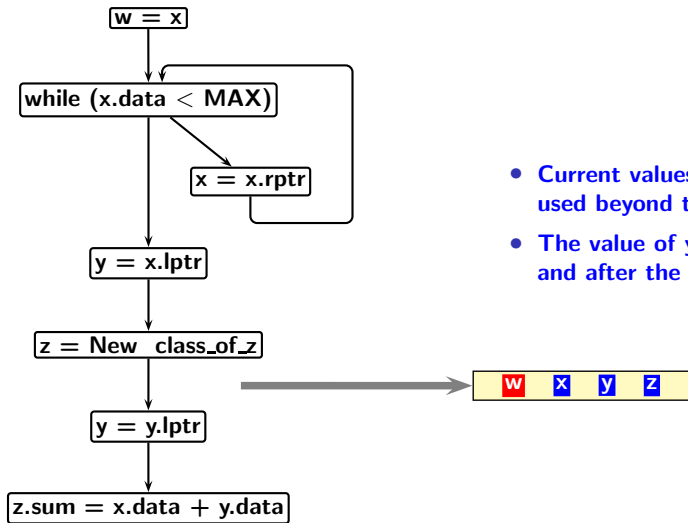 w = x
while (x.data < MAX)
x = x.rptr
y = x.lptr
z = New class_of_z
y = y.lptr
z.sum = x.data + y.data
• Current values
used beyond
• The value of
and after the
w x y z